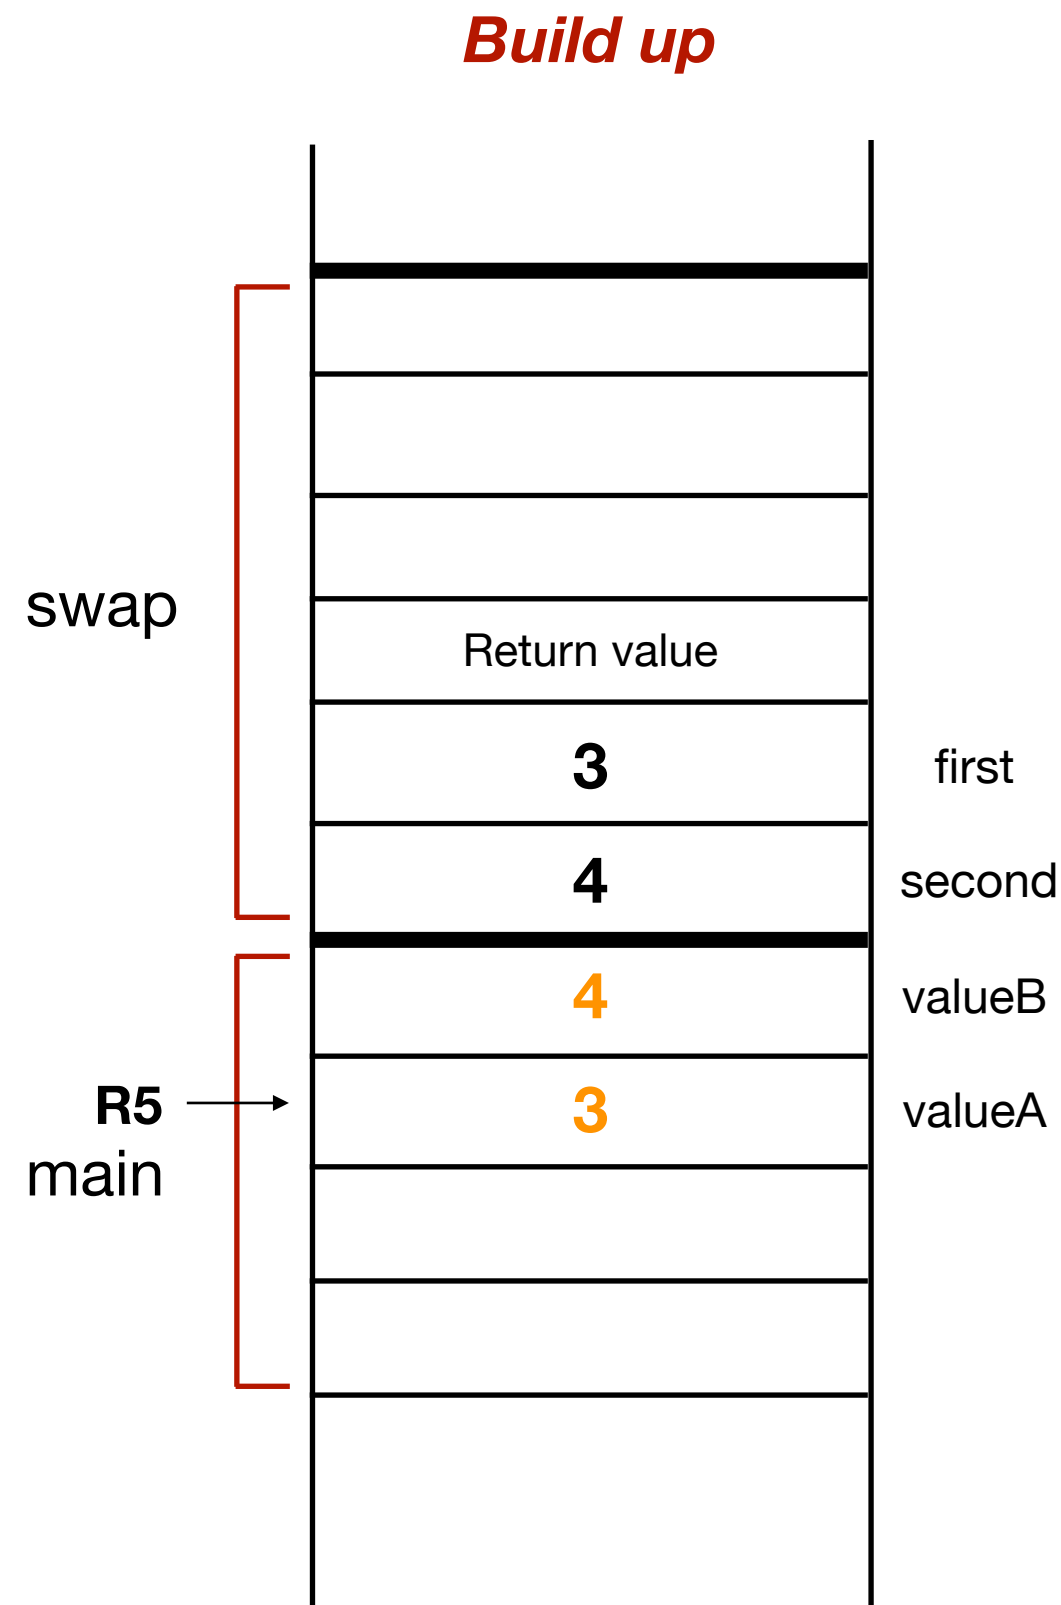 Build up
swap
Return value
3 first
4 second
4 valueB
R5 3 valueA
main